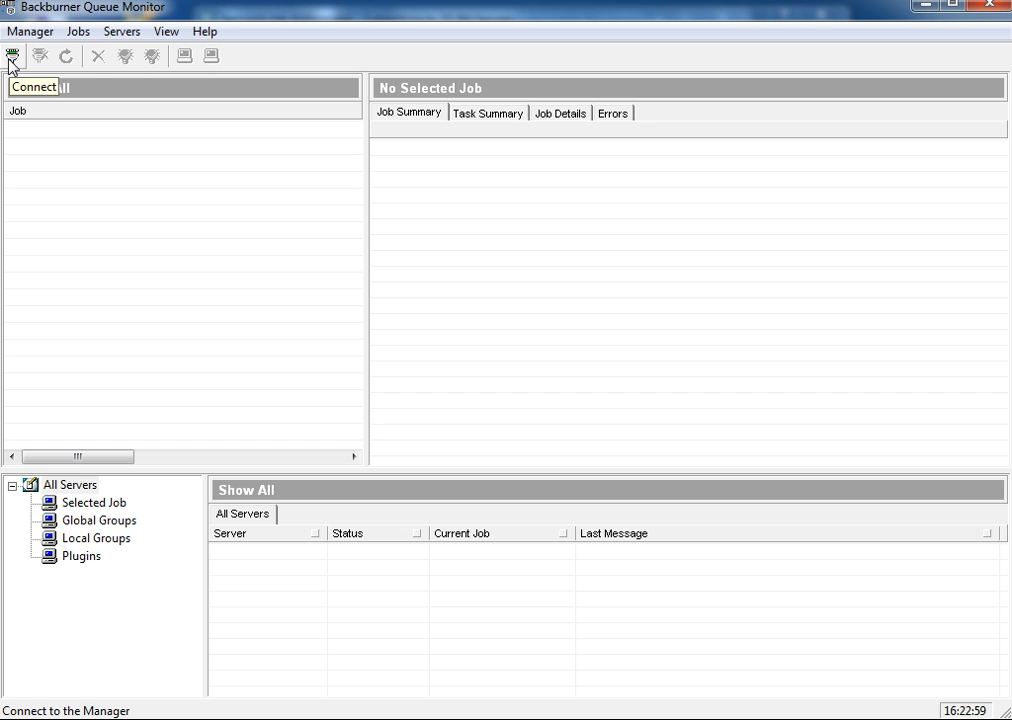 Backburner Queue Monitor
Manager Jobs Servers View Help
Connect
No Selected Job
Job
Job Summary Task Summary Job Details Errors
All Servers
Selected Job
Global Groups
Local Groups
Plugins
Show All
All Servers
Server Status Current Job Last Message
Connect to the Manager
16:22:59